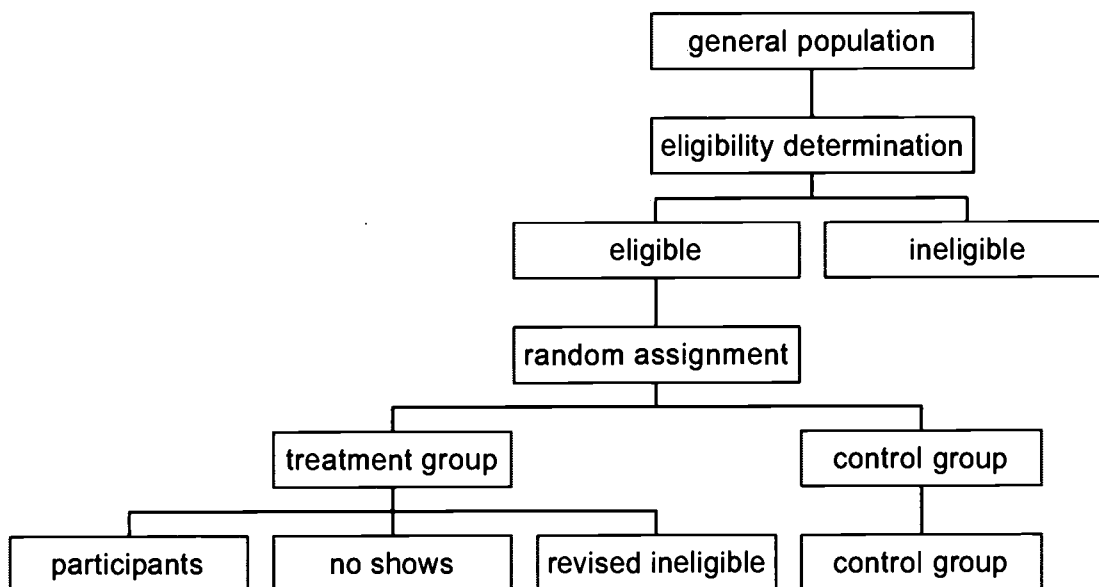 general population
eligibility determination
eligible
ineligible
random assignment
treatment group
control group
participants
no shows
revised ineligible
control group